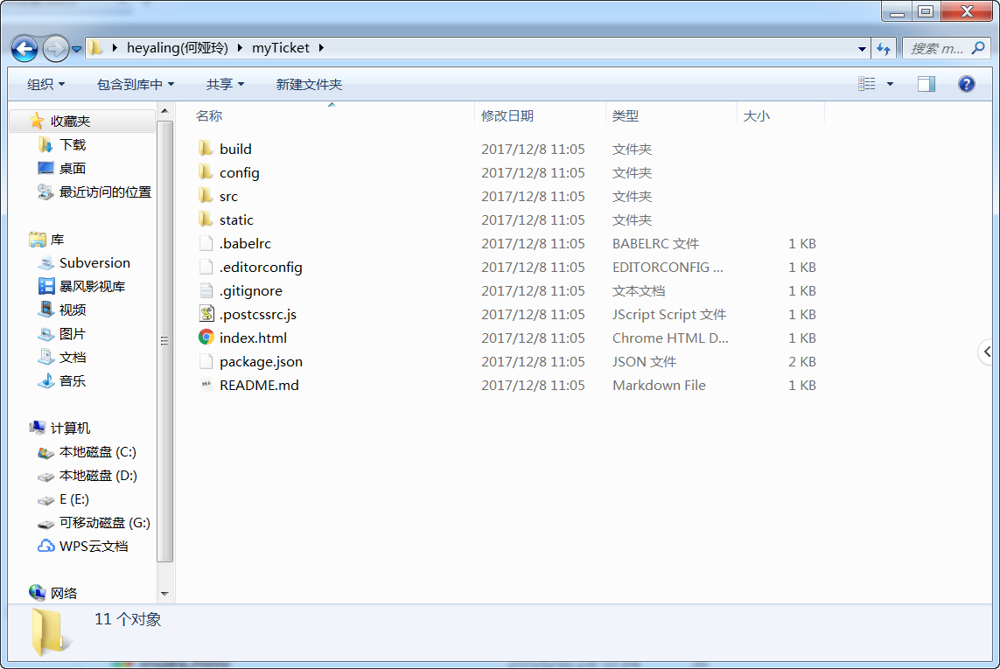 heyaling(何娅玲) myTicket
搜索 m...
组织 包含到库中 共享 新建文件夹
收藏夹
下载
桌面
最近访问的位置
库
Subversion
暴风影视库
视频
图片
文档
音乐
计算机
本地磁盘 (C:)
本地磁盘 (D:)
E (E:)
可移动磁盘 (G:)
WPS云文档
网络
名称 修改日期 类型 大小
build 2017/12/8 11:05 文件夹
config 2017/12/8 11:05 文件夹
src 2017/12/8 11:05 文件夹
static 2017/12/8 11:05 文件夹
.babelrc 2017/12/8 11:05 BABELRC 文件 1 KB
.editorconfig 2017/12/8 11:05 EDITORCONFIG ... 1 KB
.gitignore 2017/12/8 11:05 文本文档 1 KB
.postcssrc.js 2017/12/8 11:05 JScript Script 文件 1 KB
index.html 2017/12/8 11:05 Chrome HTML D... 1 KB
package.json 2017/12/8 11:05 JSON 文件 2 KB
README.md 2017/12/8 11:05 Markdown File 1 KB
11 个对象